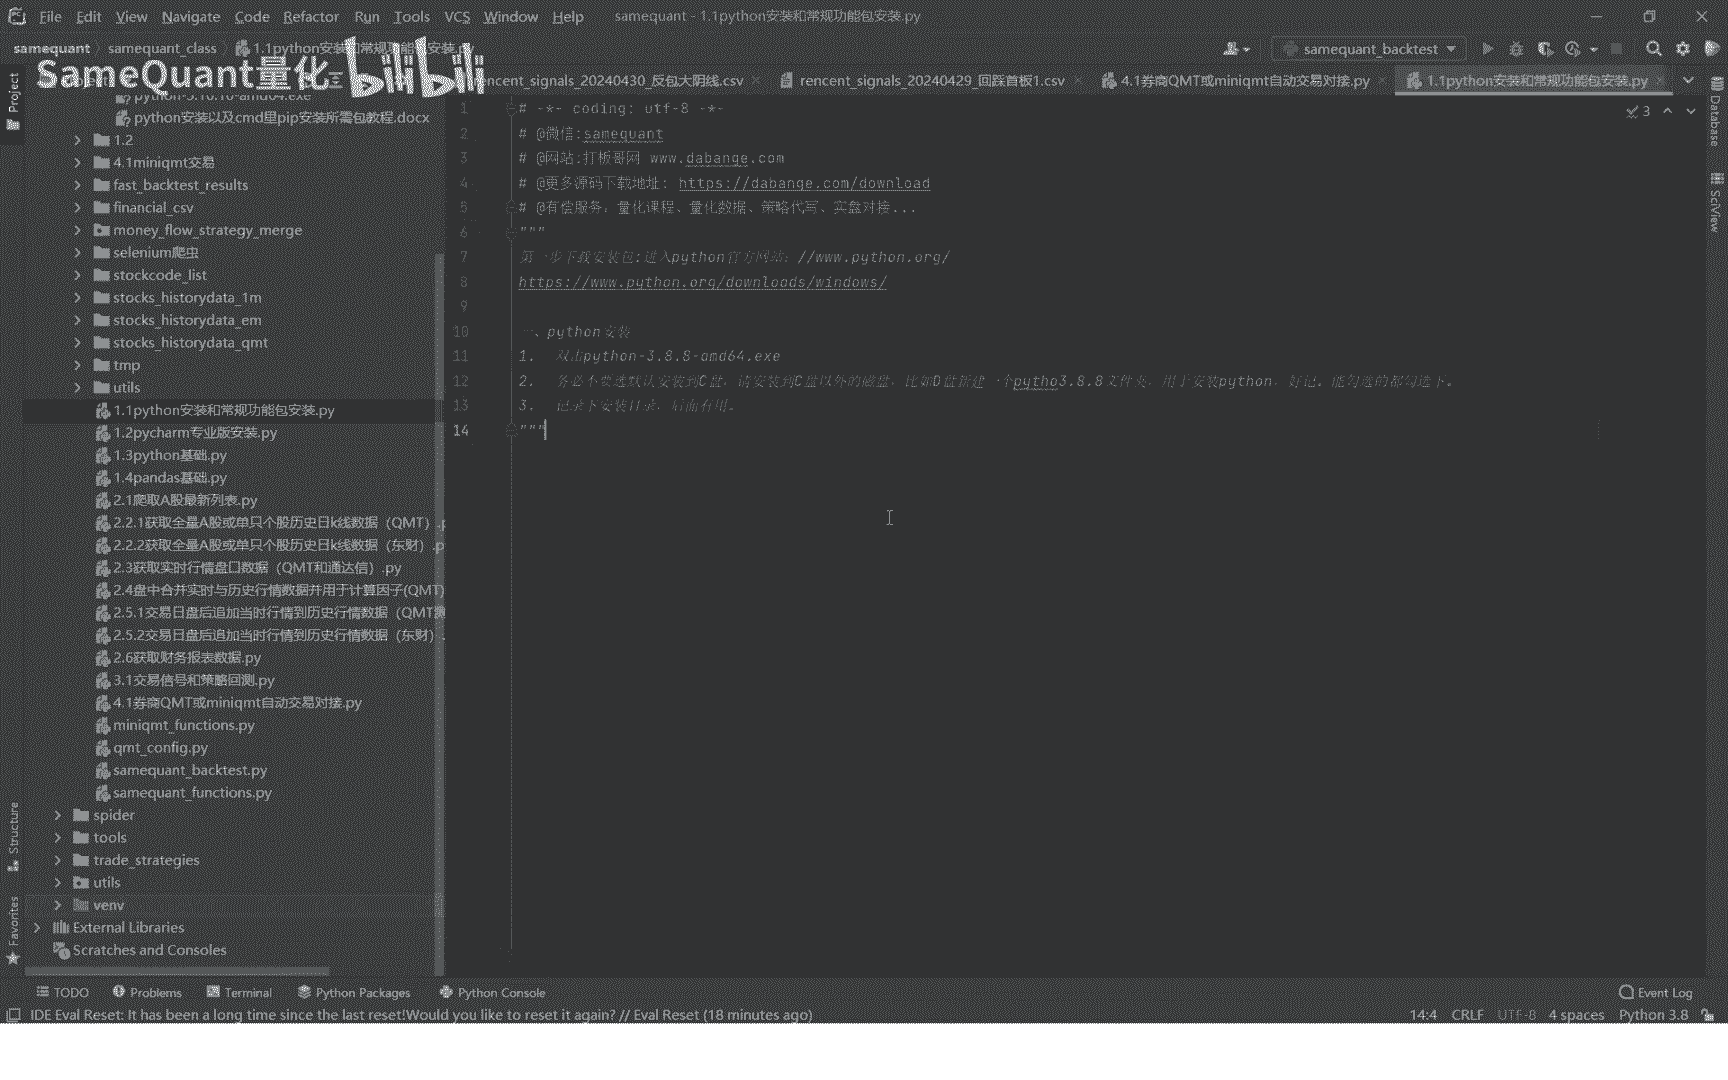 File Edit View Navigate Code Refactor Run Tools VCS Window Help samequant - 1.1python安装和常规功能包安装.py
samequant samequant_class 1.1python安装和常规功能包安装.py samequant_backtest
SameQuant量化 bilibili
rencent_signals_20240430_反包大阴线.csv rencent_signals_20240429_回踩首板1.csv 4.1券商QMT或miniqmt自动交易对接.py 1.1python安装和常规功能包安装.py
Project
python-3.10.10-amd64.exe
python安装以及cmd里pip安装所需包教程.docx
1.2
4.1miniqmt交易
fast_backtest_results
financial_csv
money_flow_strategy_merge
selenium爬虫
stockcode_list
stocks_historydata_1m
stocks_historydata_em
stocks_historydata_qmt
tmp
utils
1.1python安装和常规功能包安装.py
1.2pycharm专业版安装.py
1.3python基础.py
1.4pandas基础.py
2.1爬取A股最新列表.py
2.2.1获取全量A股或单只个股历史日k线数据（QMT）.p
2.2.2获取全量A股或单只个股历史日k线数据（东财）.p
2.3获取实时行情盘口数据（QMT和通达信）.py
2.4盘中合并实时与历史行情数据并用于计算因子(QMT)
2.5.1交易日盘后追加当时行情到历史行情数据（QMT数
2.5.2交易日盘后追加当时行情到历史行情数据（东财）.
2.6获取财务报表数据.py
3.1交易信号和策略回测.py
4.1券商QMT或miniqmt自动交易对接.py
miniqmt_functions.py
qmt_config.py
samequant_backtest.py
samequant_functions.py
spider
tools
trade_strategies
utils
venv
External Libraries
Scratches and Consoles
Structure
Favorites
1 # -*- coding: utf-8 -*-
2 # @微信:samequant
3 # @网站:打板哥网 www.dabange.com
4 # @更多源码下载地址: https://dabange.com/download
5 # @有偿服务：量化课程、量化数据、策略代写、实盘对接...
6 """
7 第一步下载安装包:进入python官方网站：//www.python.org/
8 https://www.python.org/downloads/windows/
9
10 一、python安装
11 1. 双击python-3.8.8-amd64.exe
12 2. 务必不要选默认安装到C盘，请安装到C盘以外的磁盘，比如D盘新建一个pytho3.8.8文件夹，用于安装python，好记。能勾选的都勾选下。
13 3. 记录下安装目录，后面有用。
14 """
3
Database
SciView
TODO Problems Terminal Python Packages Python Console Event Log
IDE Eval Reset: It has been a long time since the last reset!Would you like to reset it again? // Eval Reset (18 minutes ago) 14:4 CRLF UTF-8 4 spaces Python 3.8